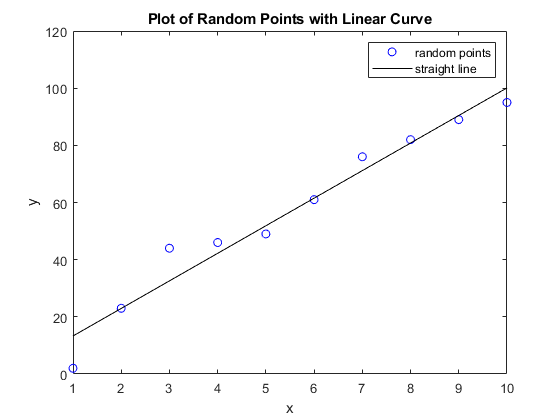 Plot of Random Points with Linear Curve
120
100
80
60
40
20
0
y
random points
straight line
1 2 3 4 5 6 7 8 9 10
x